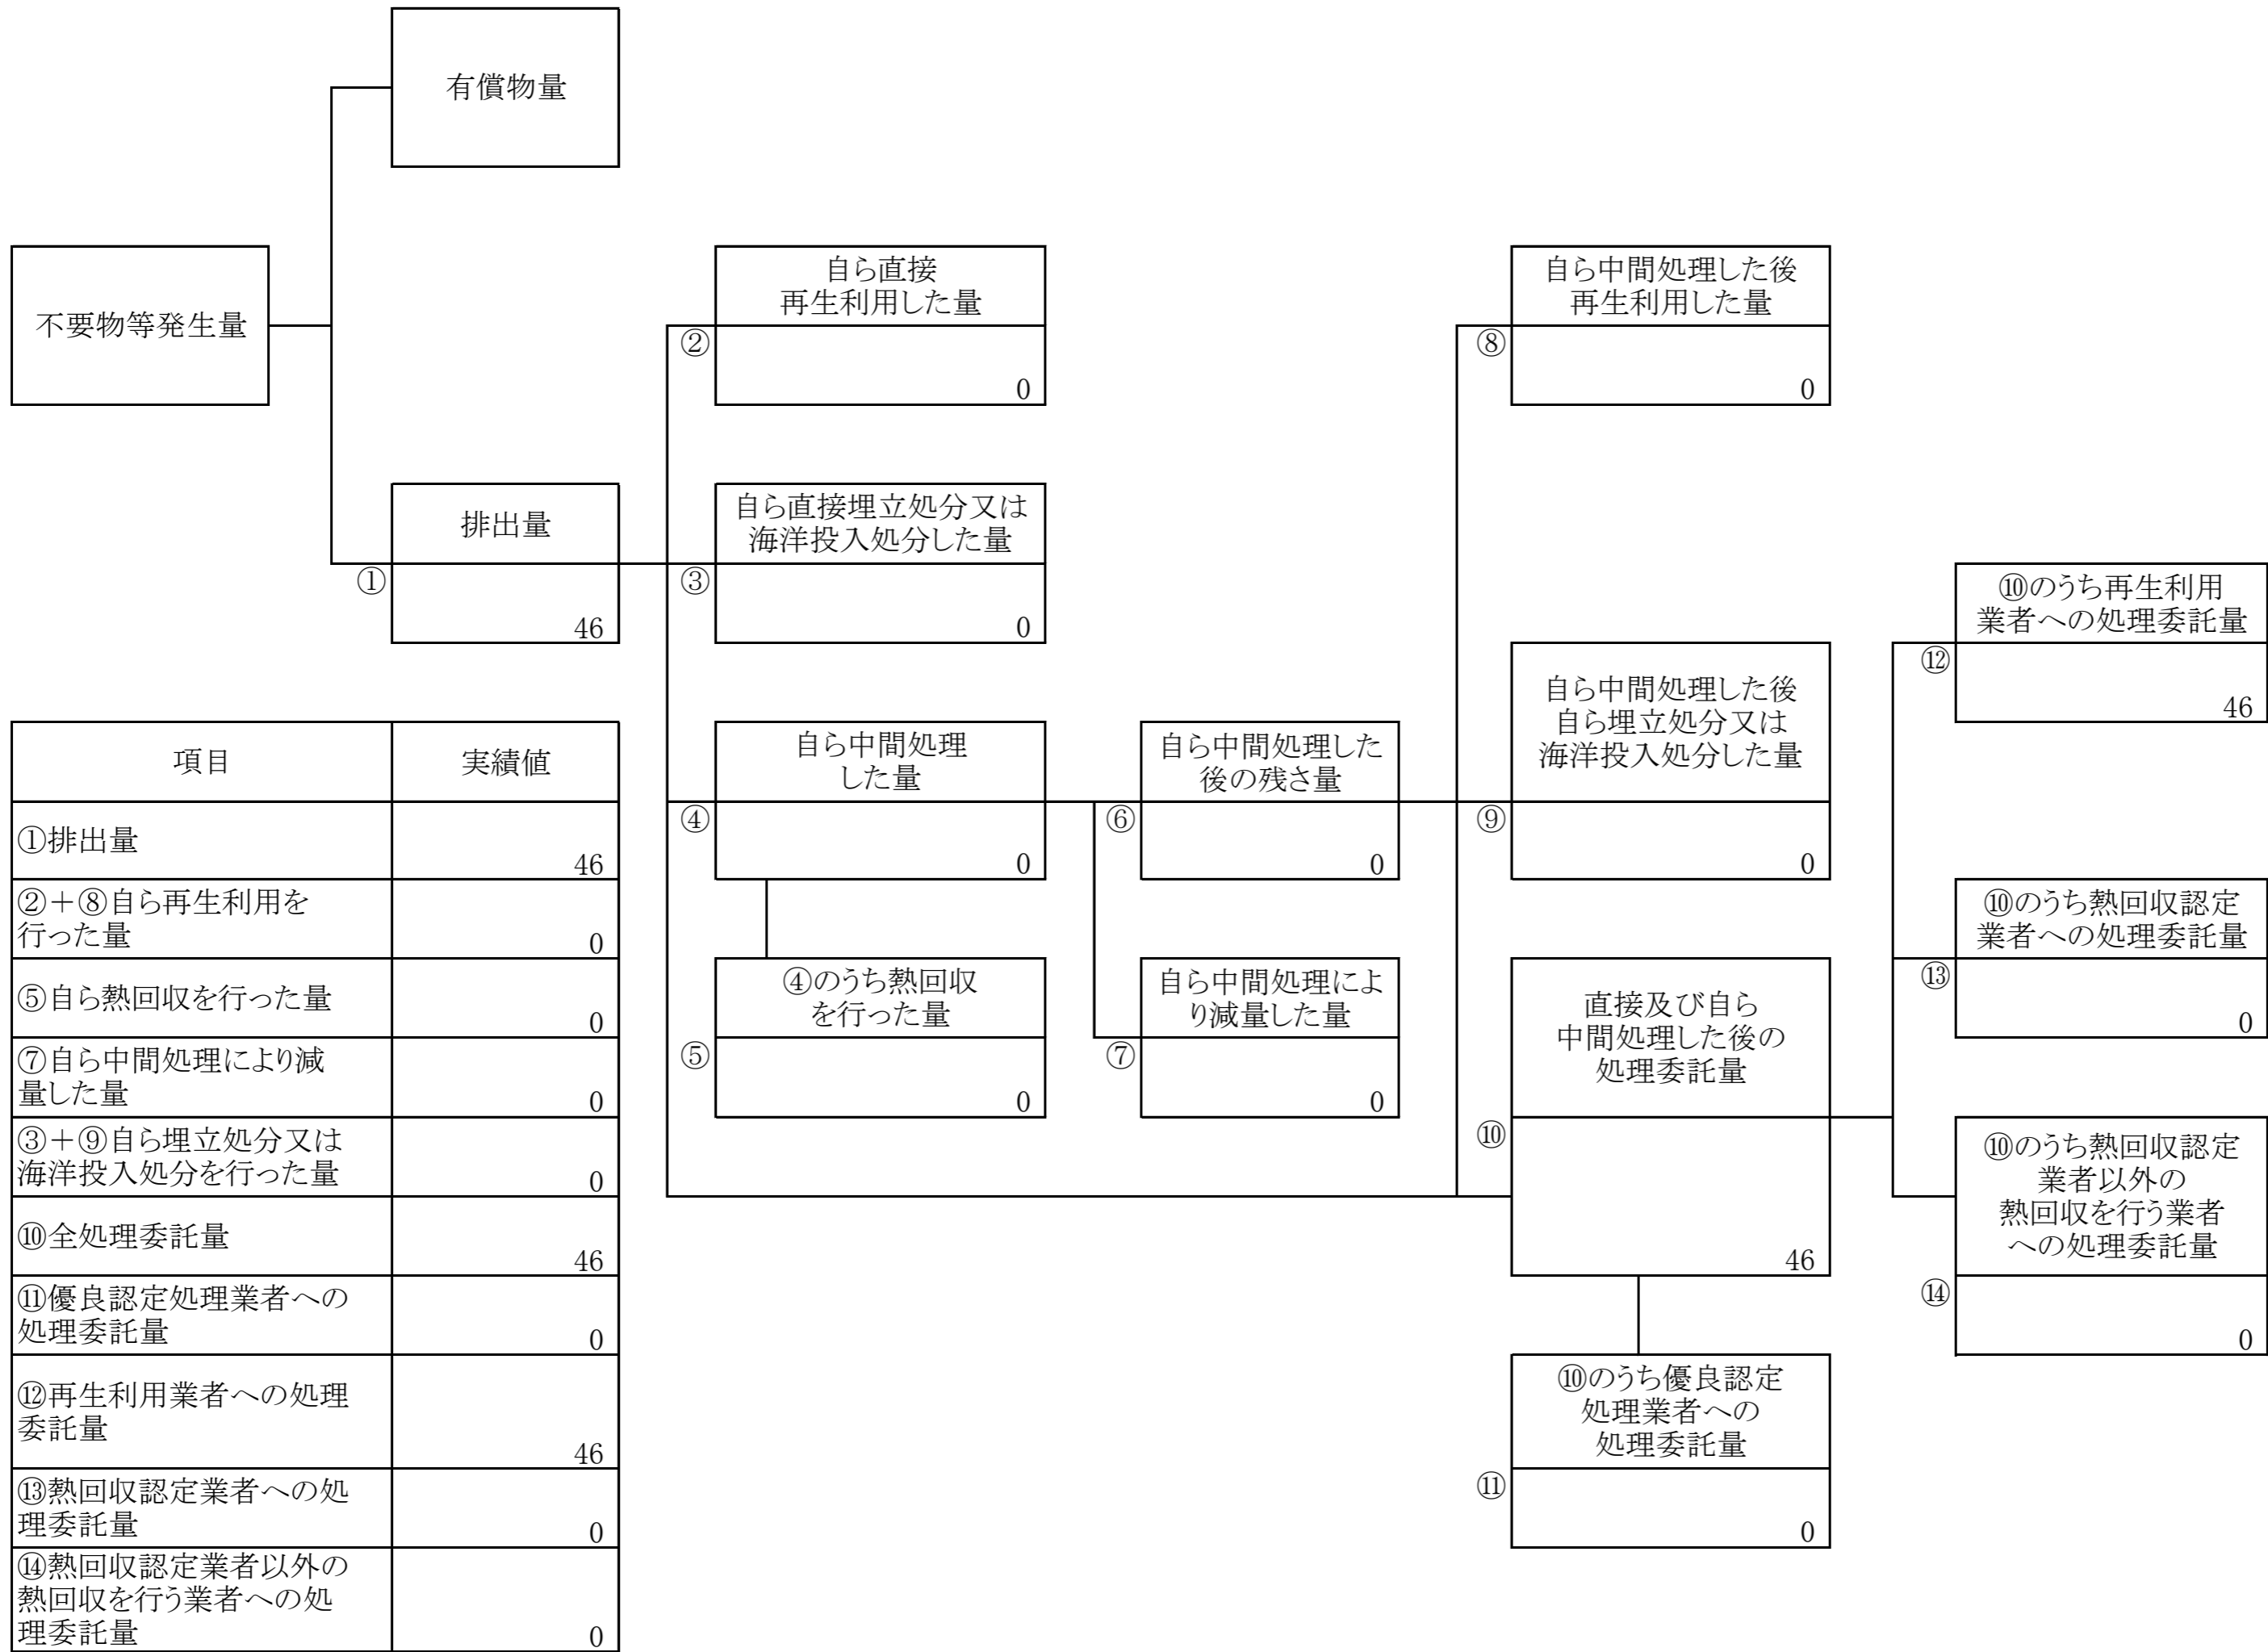 有償物量
不要物等発生量
排出量
①
46
自ら直接
再生利用した量
②
0
自ら直接埋立処分又は
海洋投入処分した量
③
0
自ら中間処理
した量
④
0
④のうち熱回収
を行った量
⑤
0
自ら中間処理した
後の残さ量
⑥
0
自ら中間処理によ
り減量した量
⑦
0
自ら中間処理した後
再生利用した量
⑧
0
自ら中間処理した後
自ら埋立処分又は
海洋投入処分した量
⑨
0
直接及び自ら
中間処理した後の
処理委託量
⑩
46
⑩のうち優良認定
処理業者への
処理委託量
⑪
0
⑩のうち再生利用
業者への処理委託量
⑫
46
⑩のうち熱回収認定
業者への処理委託量
⑬
0
⑩のうち熱回収認定
業者以外の
熱回収を行う業者
への処理委託量
⑭
0
項目 実績値
①排出量
46
②+⑧自ら再生利用を
行った量 0
⑤自ら熱回収を行った量
0
⑦自ら中間処理により減
量した量 0
③+⑨自ら埋立処分又は
海洋投入処分を行った量 0
⑩全処理委託量
46
⑪優良認定処理業者への
処理委託量 0
⑫再生利用業者への処理
委託量
46
⑬熱回収認定業者への処
理委託量 0
⑭熱回収認定業者以外の
熱回収を行う業者への処
理委託量 0